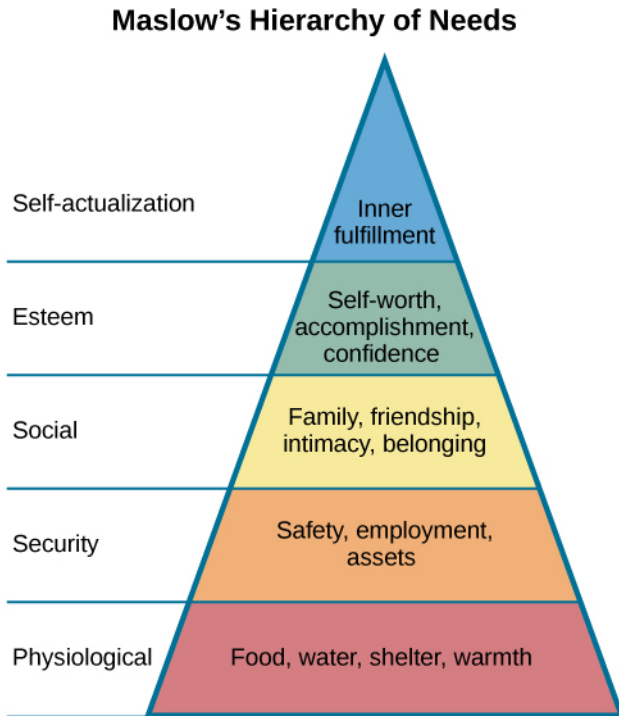 Maslow’s Hierarchy of Needs
Self-actualization
Inner
fulfillment
Esteem
Self-worth,
accomplishment,
confidence
Social
Family, friendship,
intimacy, belonging
Security
Safety, employment,
assets
Physiological
Food, water, shelter, warmth